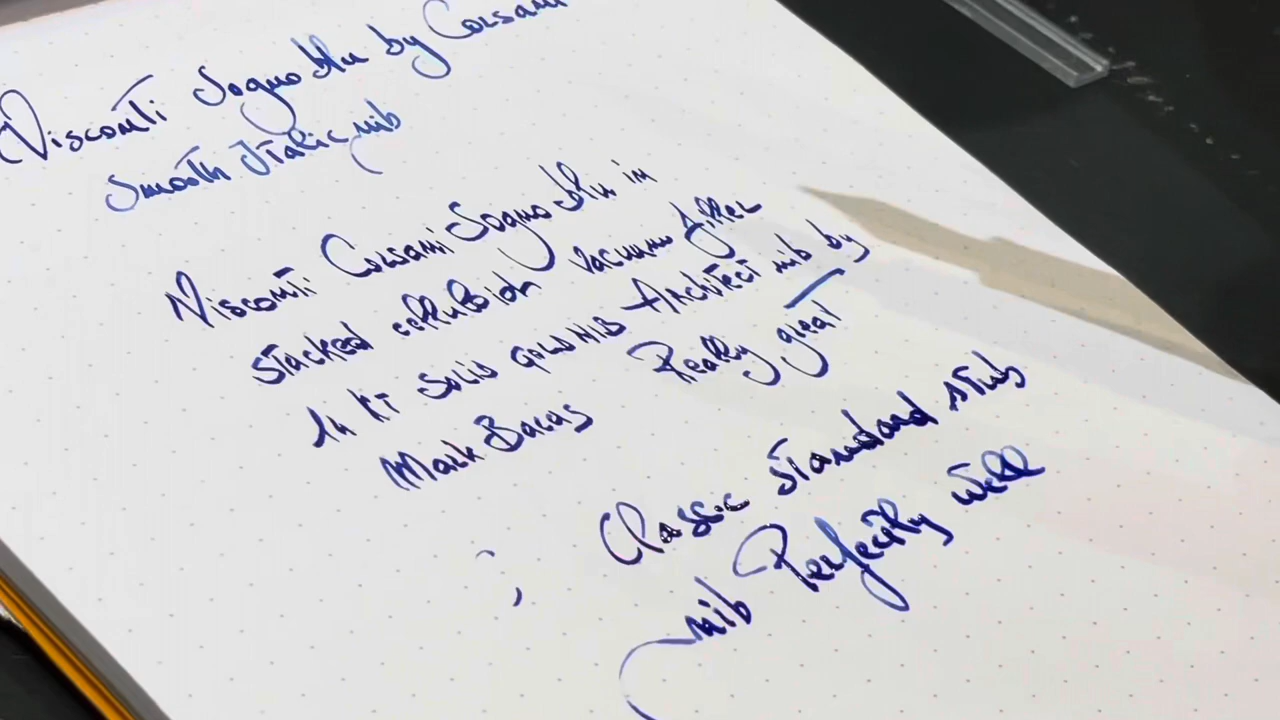 Visconti Sogno blu by Corsani
Smooth Italic nib
Visconti Corsani Sogno blu in
stacked celluloid vacuum filler
14 KT SOLID GOLD NIB Architect nib by
Mark Bacas Really great
Classic standard stub
nib Perfectly well